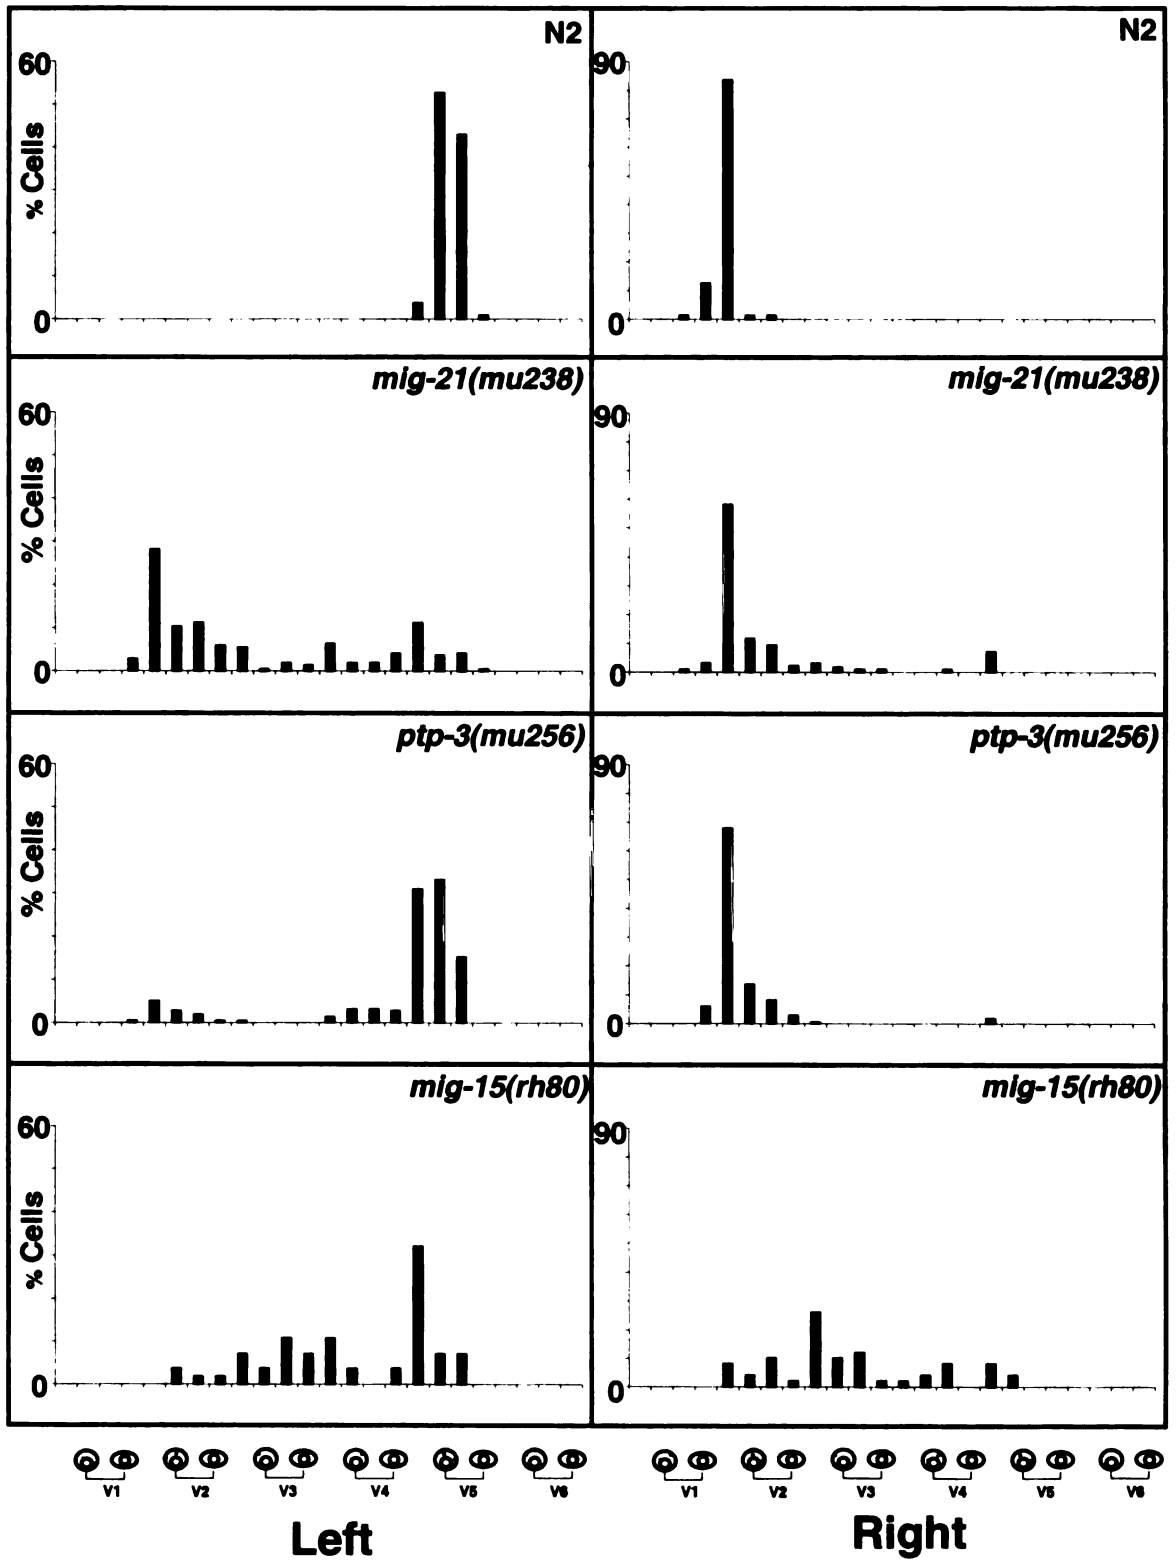 N2 N2
60 90
% Cells
0 0
mig-21(mu238) mig-21(mu238)
60 90
% Cells
0 0
ptp-3(mu256) ptp-3(mu256)
60 90
% Cells
0 0
mig-15(rh80) mig-15(rh80)
60 90
% Cells
0 0
V1 V2 V3 V4 V5 V6 V1 V2 V3 V4 V5 V6
Left Right